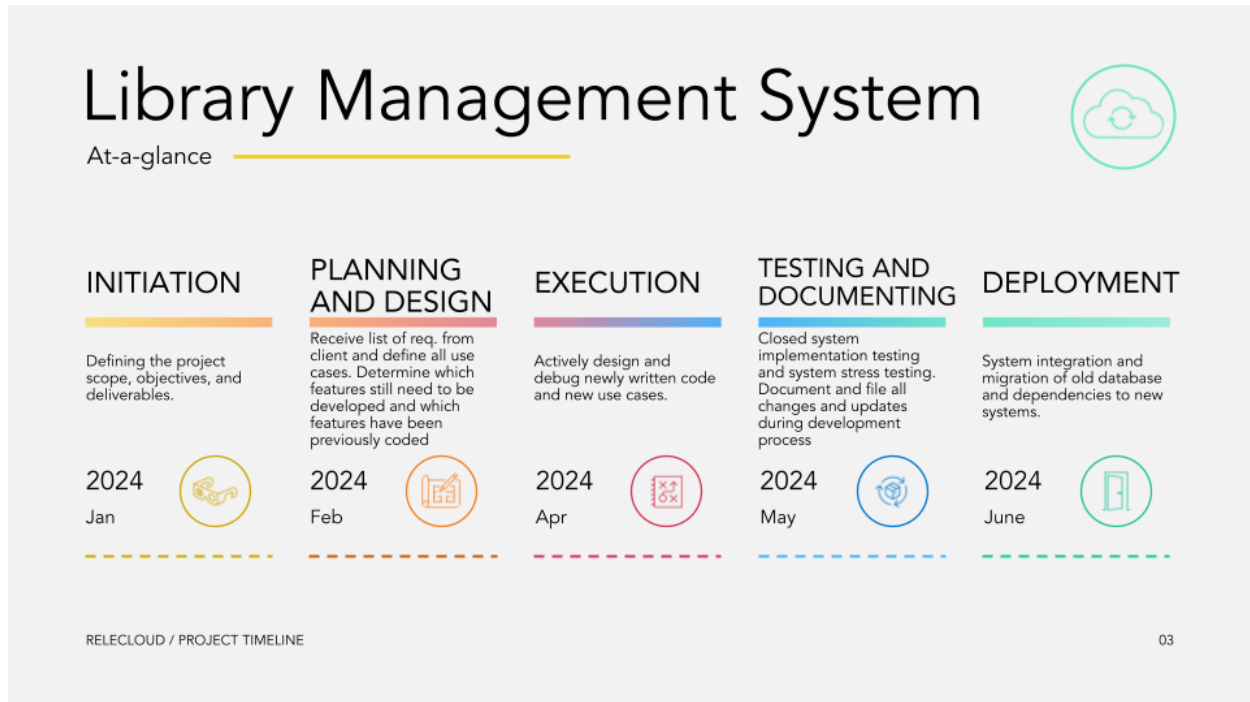 Library Management System
At-a-glance
INITIATION
Defining the project
scope, objectives, and
deliverables.
2024
Jan
PLANNING
AND DESIGN
Receive list of req. from
client and define all use
cases. Determine which
features still need to be
developed and which
features have been
previously coded
2024
Feb
EXECUTION
Actively design and
debug newly written code
and new use cases.
2024
Apr
TESTING AND
DOCUMENTING
Closed system
implementation testing
and system stress testing.
Document and file all
changes and updates
during development
process
2024
May
DEPLOYMENT
System integration and
migration of old database
and dependencies to new
systems.
2024
June
RELECLOUD / PROJECT TIMELINE
03